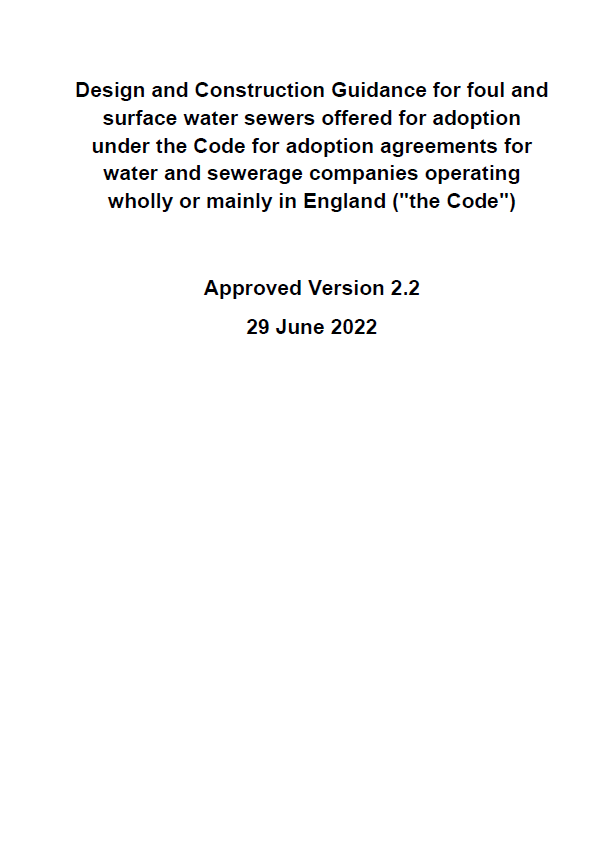 Design and Construction Guidance for foul and
surface water sewers offered for adoption
under the Code for adoption agreements for
water and sewerage companies operating
wholly or mainly in England ("the Code")
Approved Version 2.2
29 June 2022